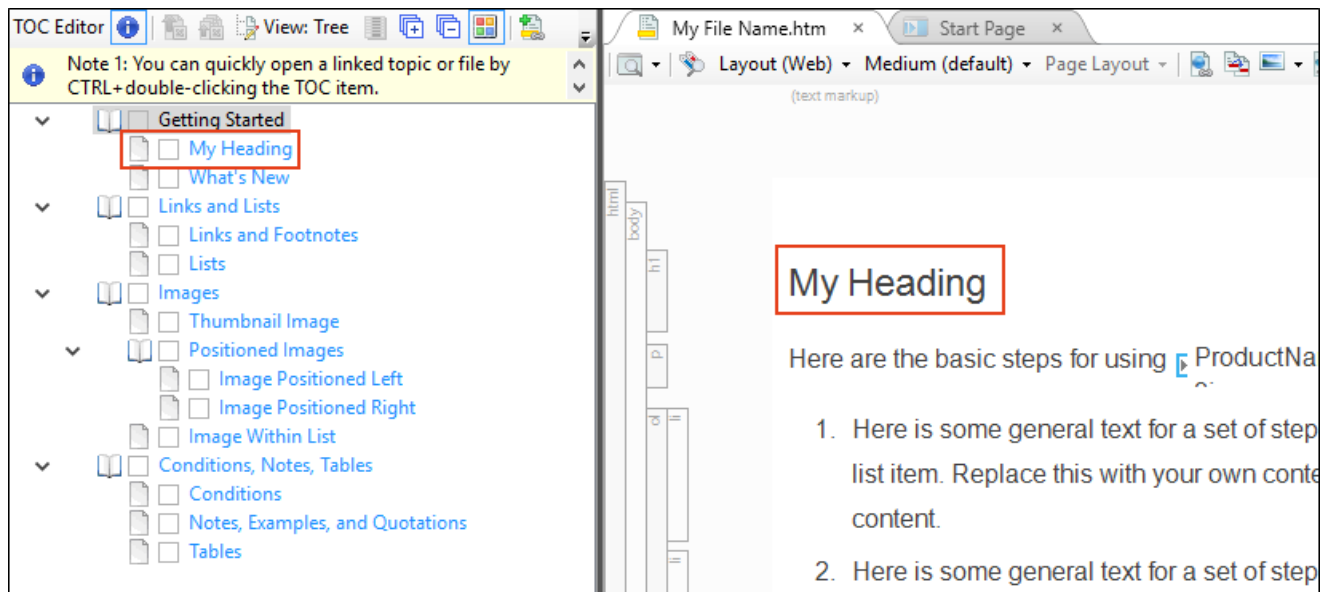 TOC Editor
View: Tree
Note 1: You can quickly open a linked topic or file by
CTRL+double-clicking the TOC item.
Getting Started
My Heading
What's New
Links and Lists
Links and Footnotes
Lists
Images
Thumbnail Image
Positioned Images
Image Positioned Left
Image Positioned Right
Image Within List
Conditions, Notes, Tables
Conditions
Notes, Examples, and Quotations
Tables
My File Name.htm
Start Page
Layout (Web) Medium (default) Page Layout
(text markup)
html
body
h1
p
ol
li
li
My Heading
Here are the basic steps for using ProductNa
1. Here is some general text for a set of step
list item. Replace this with your own conte
content.
2. Here is some general text for a set of step